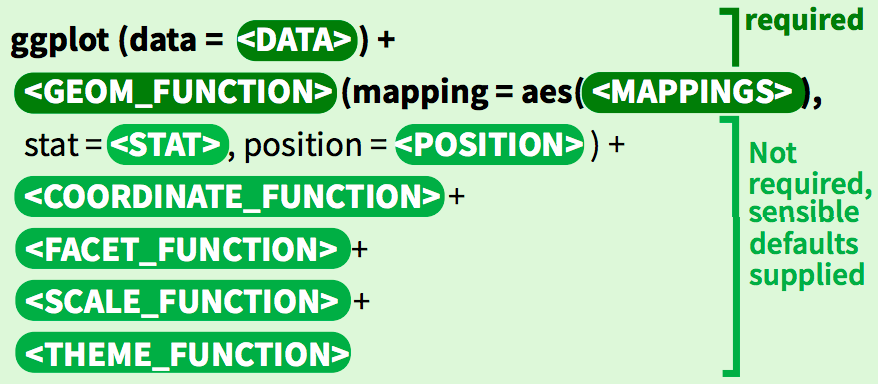 ggplot (data = <DATA>) +
<GEOM_FUNCTION> (mapping = aes( <MAPPINGS> ),
stat = <STAT> , position = <POSITION> ) +
<COORDINATE_FUNCTION> +
<FACET_FUNCTION> +
<SCALE_FUNCTION> +
<THEME_FUNCTION>
required
Not
required,
sensible
defaults
supplied